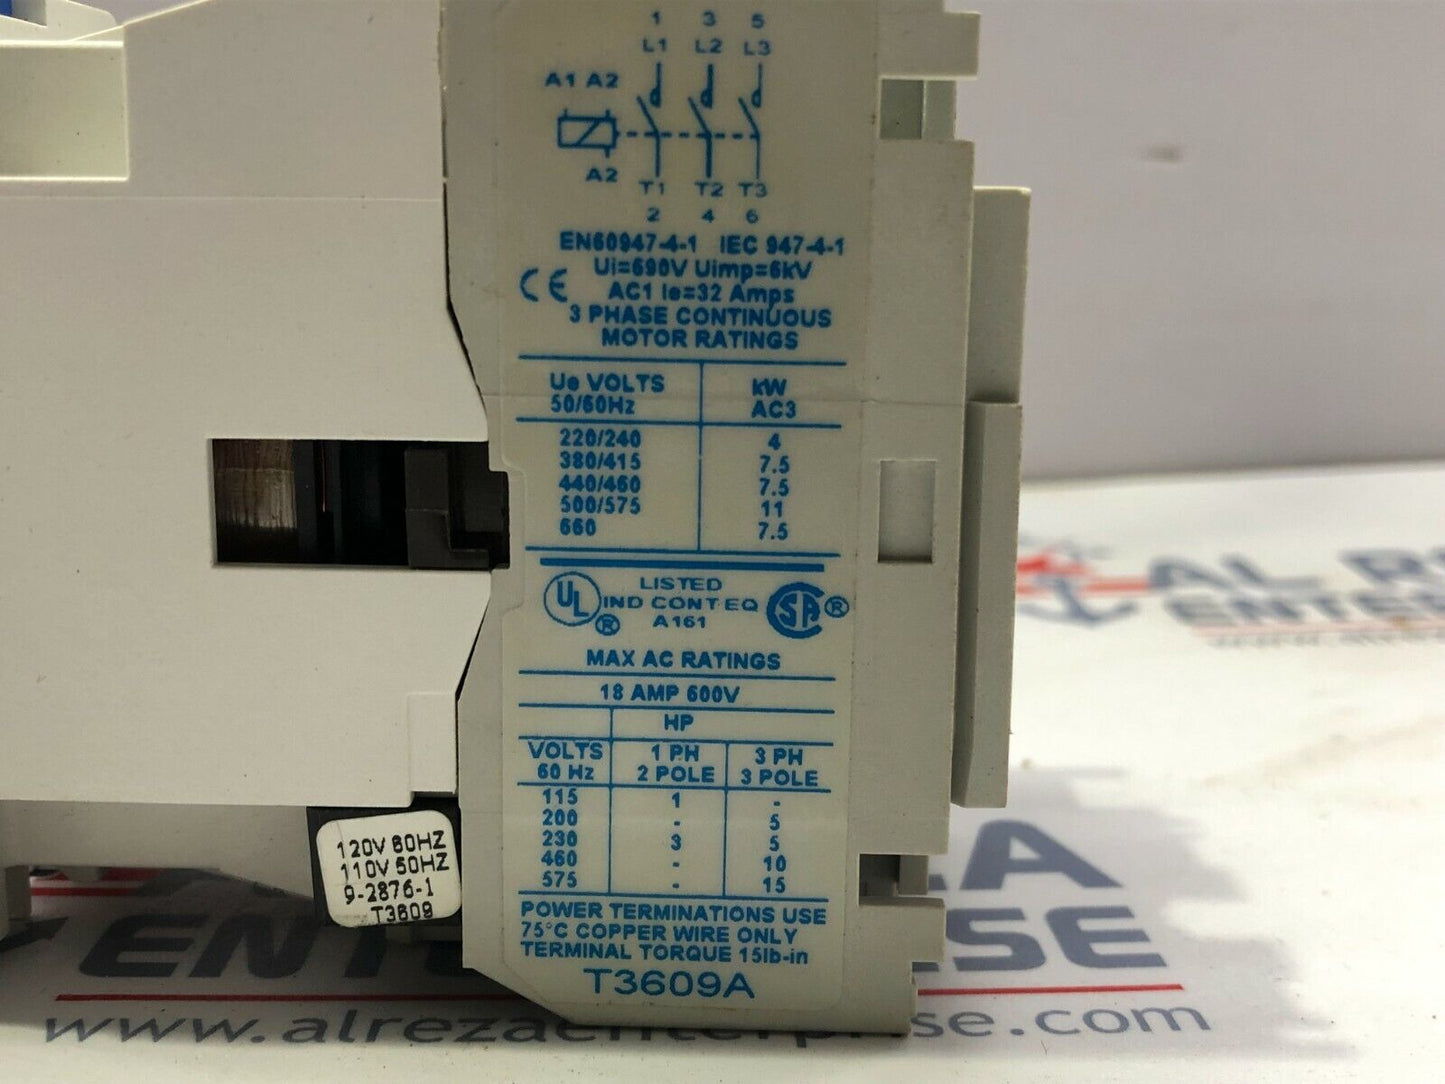 1 3 5
L1 L2 L3
A1 A2
A2
T1 T2 T3
2 4 6
EN60947-4-1 IEC 947-4-1
Ui=690V Uimp=6kV
CE AC1 Ie=32 Amps
3 PHASE CONTINUOUS
MOTOR RATINGS
Ue VOLTS kW
50/60Hz AC3
220/240 4
380/415 7.5
440/460 7.5
500/575 11
660 7.5
UL ® LISTED
IND CONT EQ SA ®
A161
MAX AC RATINGS
18 AMP 600V
HP
VOLTS 1 PH 3 PH
60 Hz 2 POLE 3 POLE
115 1 -
200 - 5
230 3 5
460 - 10
575 - 15
POWER TERMINATIONS USE
75°C COPPER WIRE ONLY
TERMINAL TORQUE 15lb-in
T3609A
120V 60HZ
110V 50HZ
9-2876-1
T3609
AL R
ENTER
ENTE SE
www.alrezaenterprise.com